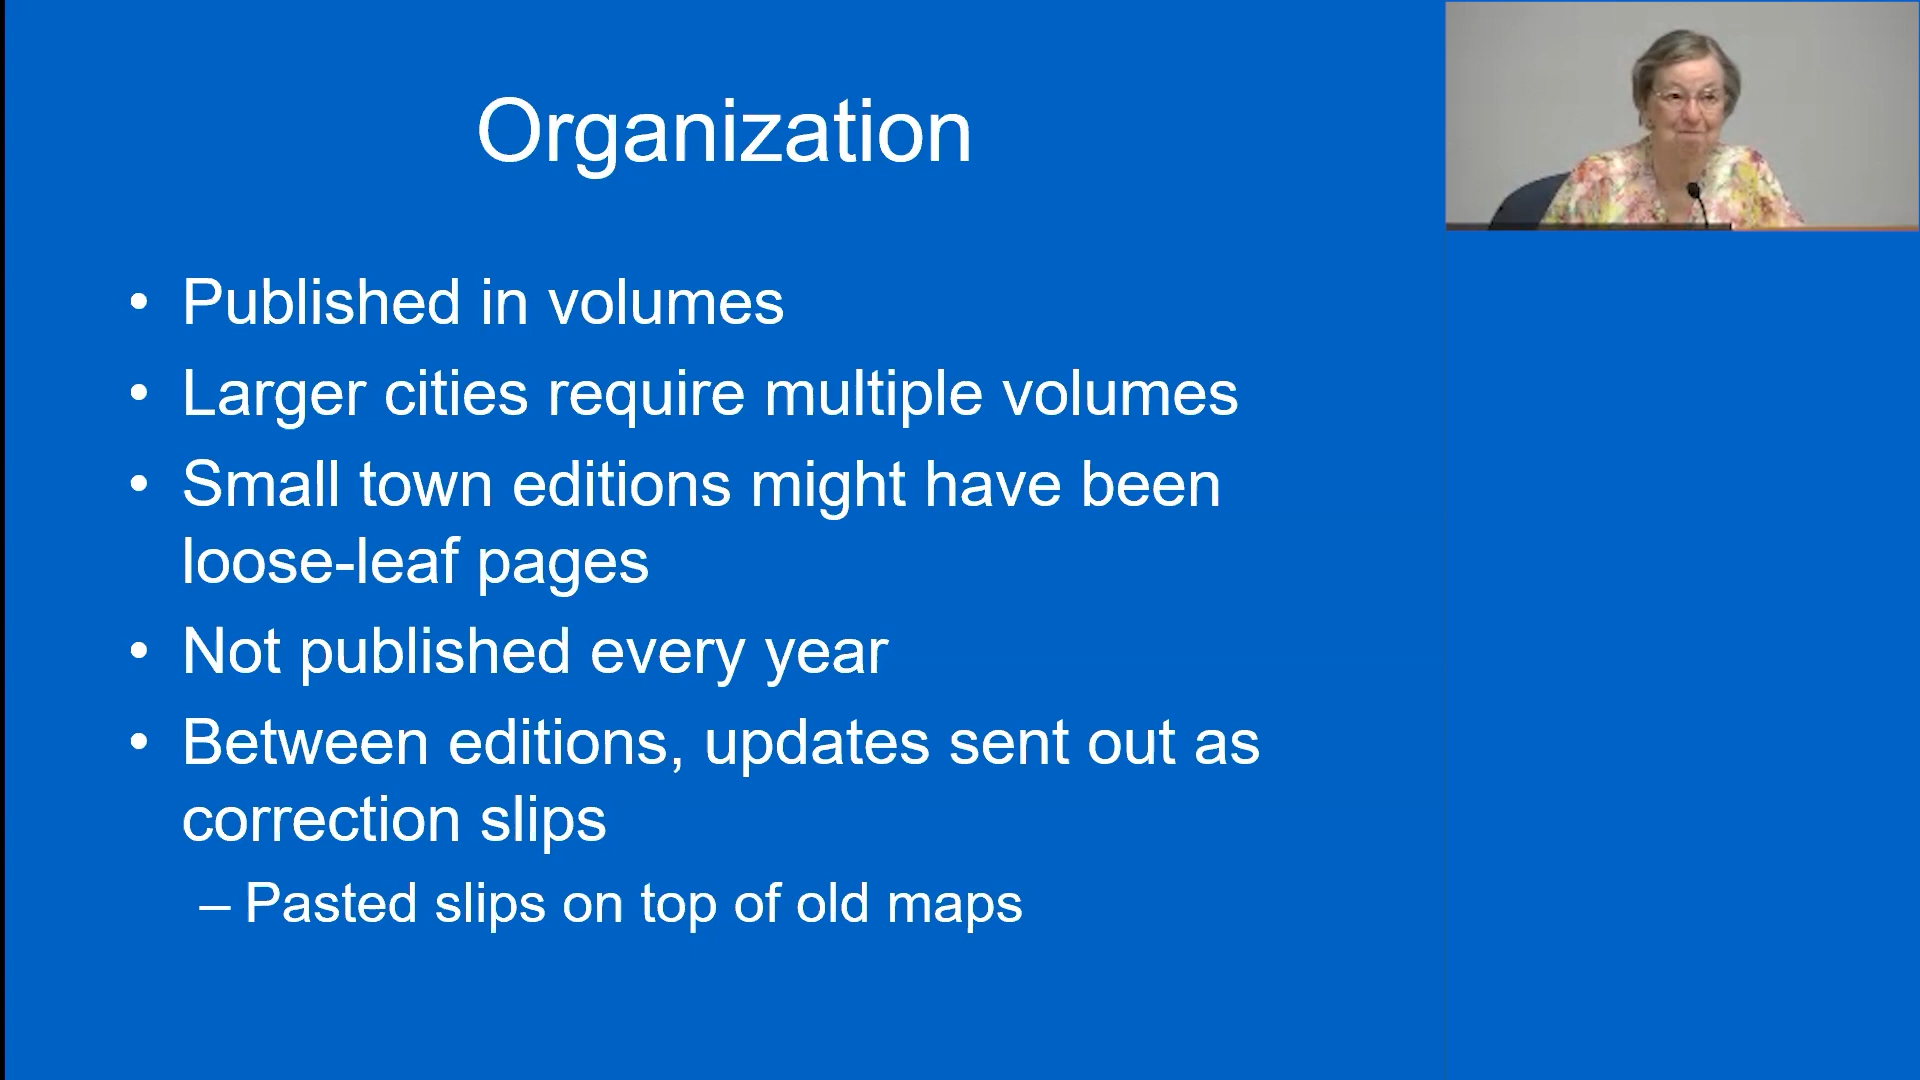 Organization
• Published in volumes
• Larger cities require multiple volumes
• Small town editions might have been
loose-leaf pages
• Not published every year
• Between editions, updates sent out as
correction slips
– Pasted slips on top of old maps